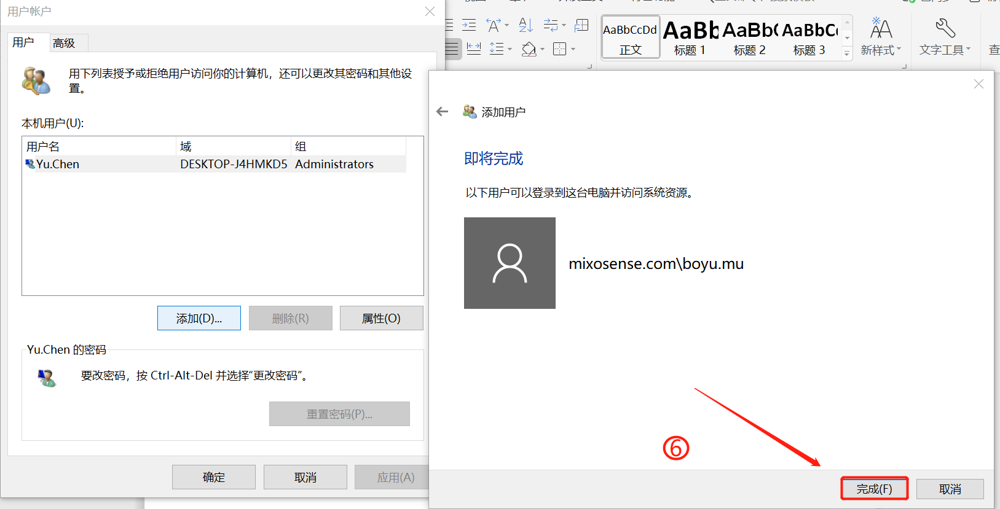 用户帐户
用户
高级
用下列表授予或拒绝用户访问你的计算机，还可以更改其密码和其他设
置。
本机用户(U):
用户名 域 组
Yu.Chen DESKTOP-J4HMKD5 Administrators
添加(D)... 删除(R) 属性(O)
Yu.Chen 的密码
要改密码，按 Ctrl-Alt-Del 并选择“更改密码”。
重置密码(P)...
确定 取消 应用(A)
AaBbCcDd AaBb AaBb( AaBbC
正文 标题 1 标题 2 标题 3
新样式
文字工具
添加用户
即将完成
以下用户可以登录到这台电脑并访问系统资源。
mixosense.com\boyu.mu
⑥
完成(F) 取消